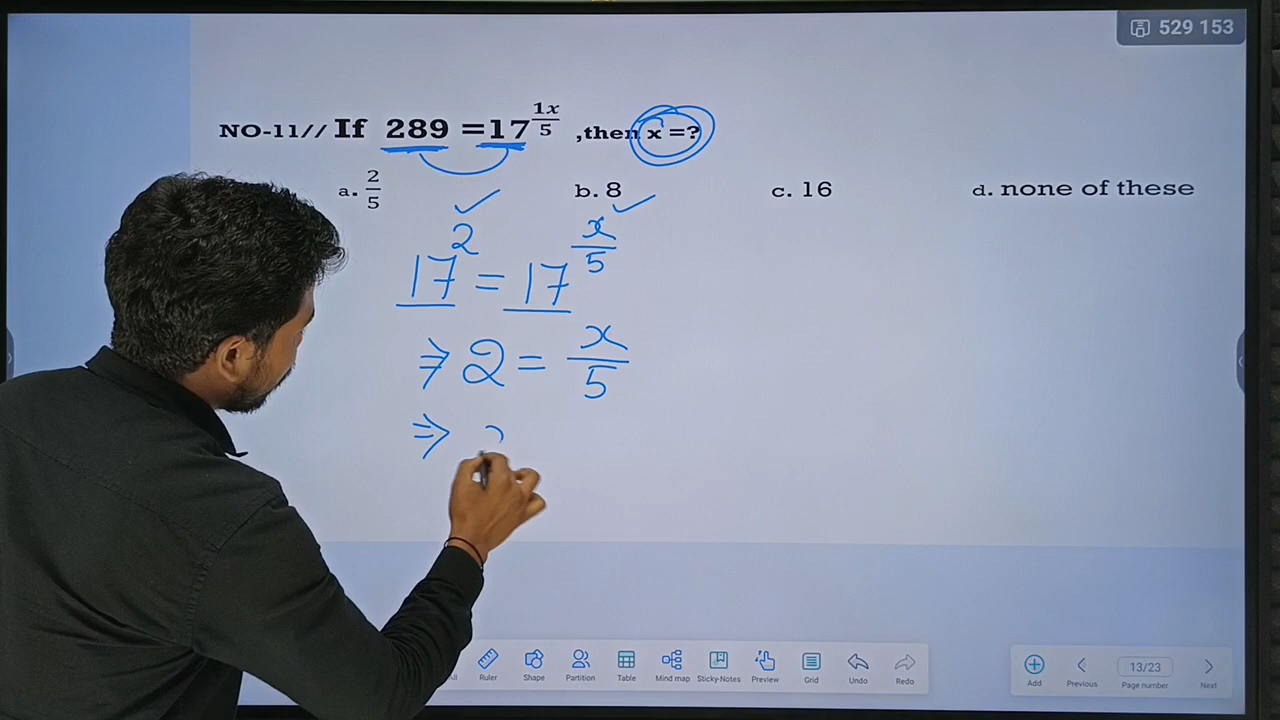 529 153
NO-11// If 289 =17^(1x/5) ,then x =?
a. 2/5 b. 8 c. 16 d. none of these
17^2 = 17^(x/5)
⇒ 2 = x/5
⇒
Ruler Shape Partition Table Mind map Sticky-Notes Preview Grid Undo Redo
Add Previous 13/23 Page number Next